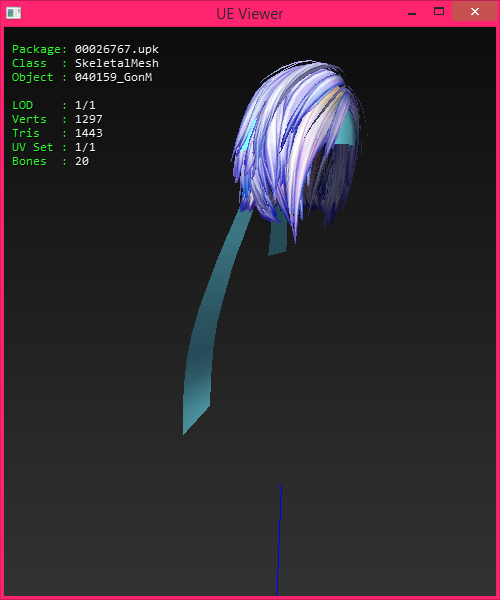 UE Viewer
Package: 00026767.upk
Class  : SkeletalMesh
Object : 040159_GonM
LOD    : 1/1
Verts  : 1297
Tris   : 1443
UV Set : 1/1
Bones  : 20